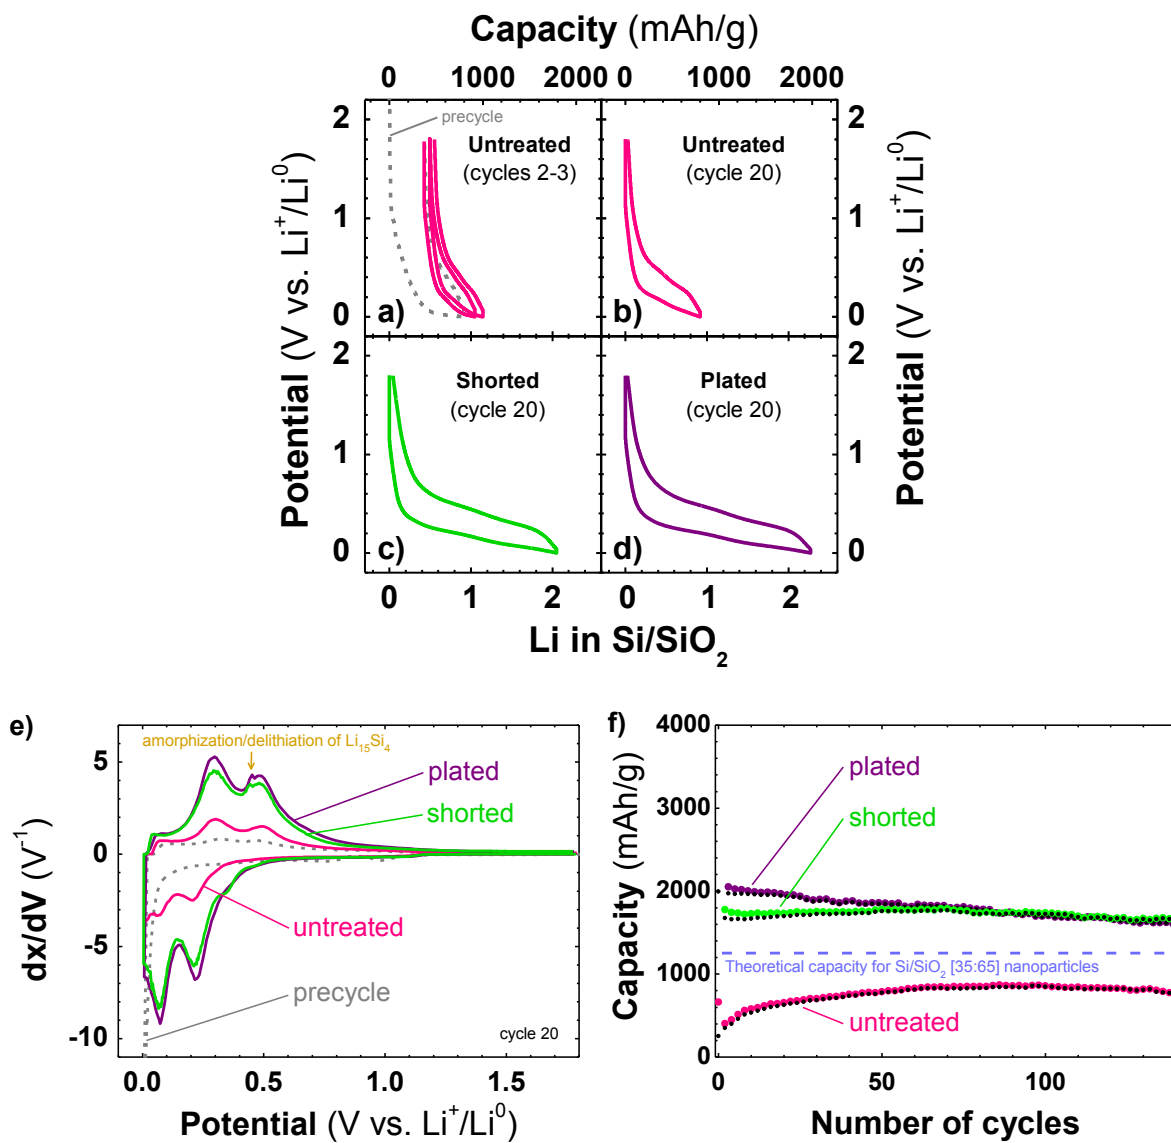 Capacity (mAh/g)
0 1000 2000 0 1000 2000
2 2
precycle
Untreated
(cycles 2-3)
Untreated
(cycle 20)
1 1
0 0
a) b)
Potential (V vs. Li⁺/Li⁰)
Potential (V vs. Li⁺/Li⁰)
2 2
Shorted
(cycle 20)
Plated
(cycle 20)
1 1
0 0
c) d)
0 1 2 0 1 2
Li in Si/SiO₂
e)
amorphization/delithiation of Li₁₅Si₄
plated
shorted
untreated
precycle
cycle 20
5
0
-5
-10
dx/dV (V⁻¹)
0.0 0.5 1.0 1.5
Potential (V vs. Li⁺/Li⁰)
f)
4000
3000
2000
1000
0
Capacity (mAh/g)
plated
shorted
Theoretical capacity for Si/SiO₂ [35:65] nanoparticles
untreated
0 50 100
Number of cycles